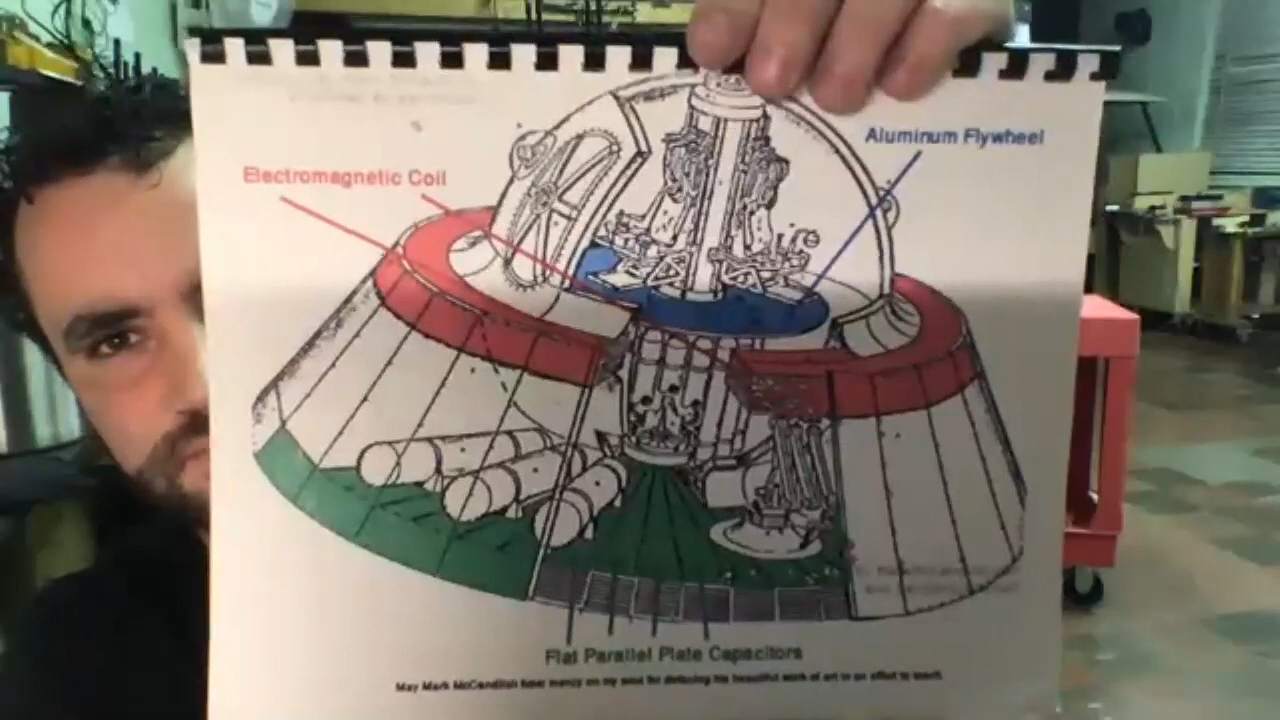 Aluminum Flywheel
Electromagnetic Coil
Flat Parallel Plate Capacitors
May Mark McCandlish have mercy on my soul for defacing his beautiful work of art in an effort to teach.